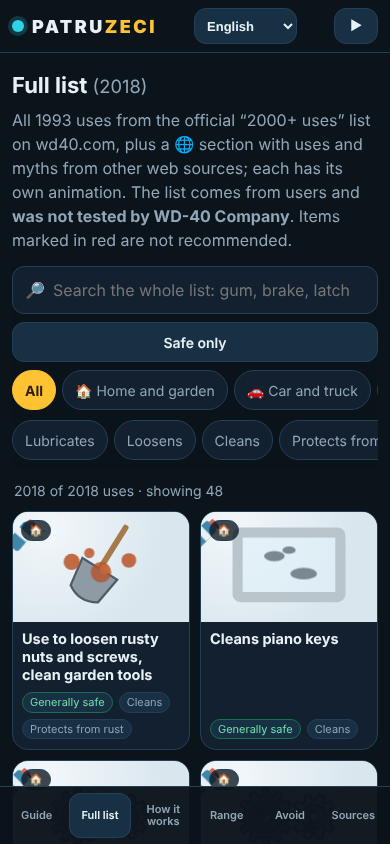 PATRUZECI
English
Full list (2018)
All 1993 uses from the official “2000+ uses” list
on wd40.com, plus a 🌐 section with uses and
myths from other web sources; each has its
own animation. The list comes from users and
was not tested by WD-40 Company. Items
marked in red are not recommended.
🔎 Search the whole list: gum, brake, latch
Safe only
All 🏠 Home and garden 🚗 Car and truck
Lubricates Loosens Cleans Protects from
2018 of 2018 uses · showing 48
Use to loosen rusty
nuts and screws,
clean garden tools
Generally safe Cleans
Protects from rust
Cleans piano keys
Generally safe Cleans
Guide Full list How it
works Range Avoid Sources